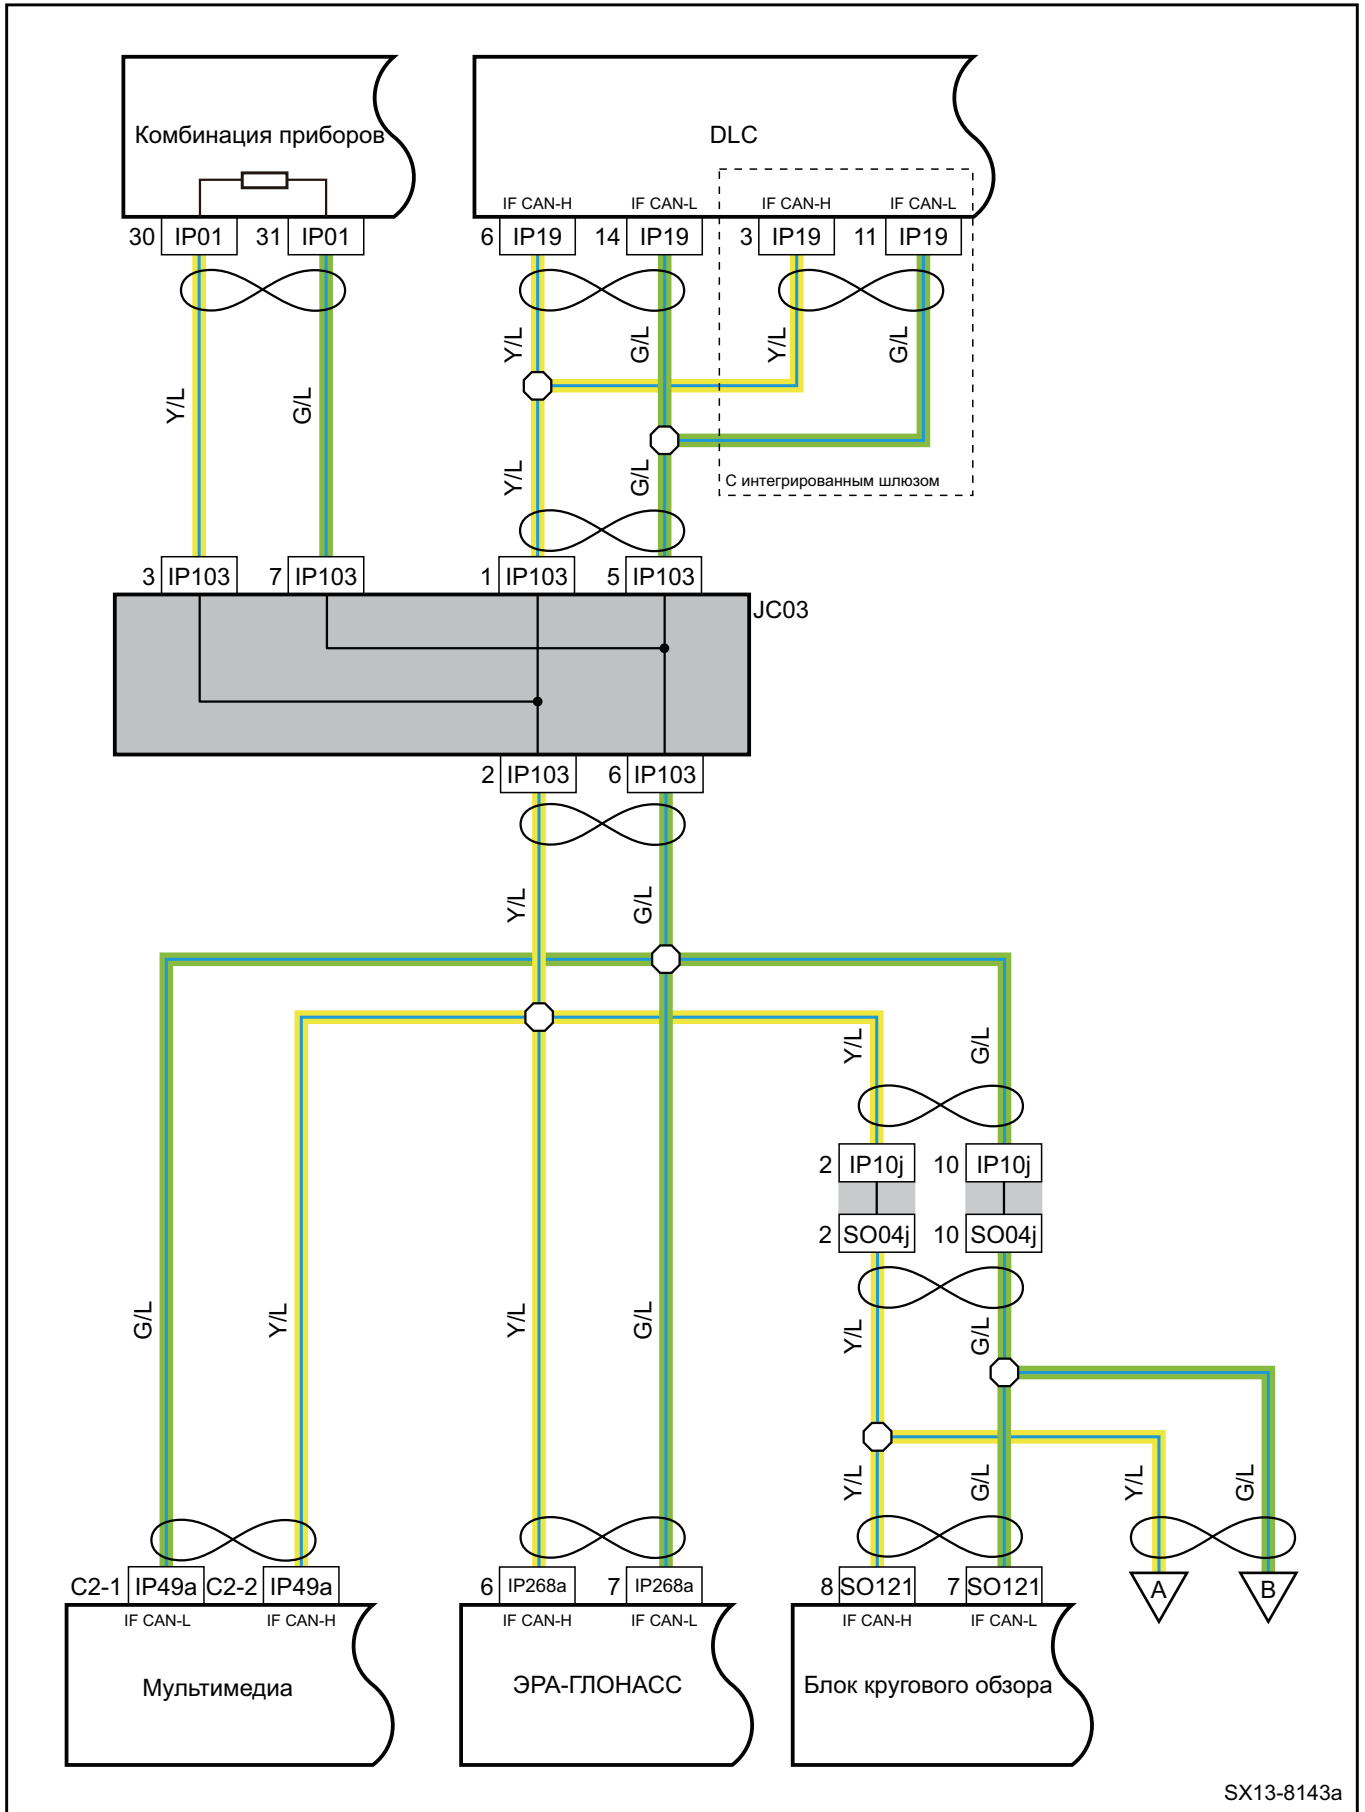 Комбинация приборов
DLC
IF CAN-H IF CAN-L IF CAN-H IF CAN-L
30 IP01 31 IP01 6 IP19 14 IP19 3 IP19 11 IP19
Y/L G/L Y/L G/L
Y/L G/L
Y/L G/L
С интегрированным шлюзом
3 IP103 7 IP103 1 IP103 5 IP103
JC03
2 IP103 6 IP103
Y/L G/L
Y/L G/L
2 IP10j 10 IP10j
2 SO04j 10 SO04j
G/L Y/L Y/L G/L Y/L G/L
Y/L G/L Y/L G/L
C2-1 IP49a C2-2 IP49a 6 IP268a 7 IP268a 8 SO121 7 SO121 A B
IF CAN-L IF CAN-H IF CAN-H IF CAN-L IF CAN-H IF CAN-L
Мультимедиа ЭРА-ГЛОНАСС Блок кругового обзора
SX13-8143a